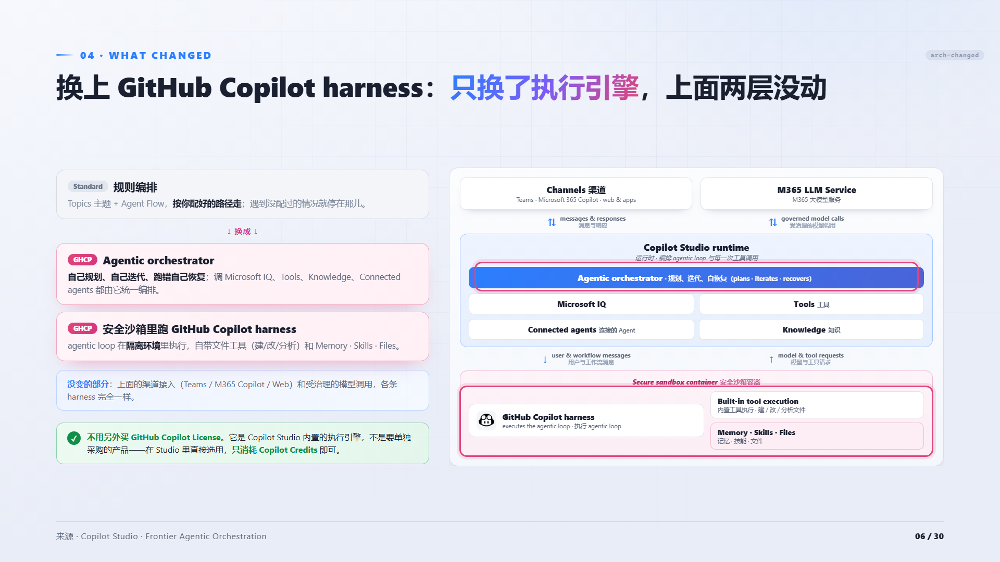 04 · WHAT CHANGED
arch-changed
换上 GitHub Copilot harness：只换了执行引擎，上面两层没动
Standard 规则编排
Topics 主题 + Agent Flow，按你配好的路径走；遇到没配过的情况就停在那儿。
↓ 换成 ↓
GHCP Agentic orchestrator
自己规划、自己迭代、跑错自己恢复；调 Microsoft IQ、Tools、Knowledge、Connected
agents 都由它统一编排。
GHCP 安全沙箱里跑 GitHub Copilot harness
agentic loop 在隔离环境里执行，自带文件工具（建/改/分析）和 Memory · Skills · Files。
没变的部分：上面的渠道接入（Teams / M365 Copilot / Web）和受治理的模型调用，各条
harness 完全一样。
不用另外买 GitHub Copilot License。它是 Copilot Studio 内置的执行引擎，不是要单独
采购的产品——在 Studio 里直接选用，只消耗 Copilot Credits 即可。
Channels 渠道
Teams · Microsoft 365 Copilot · web & apps
M365 LLM Service
M365 大模型服务
messages & responses
消息与响应
governed model calls
受治理的模型调用
Copilot Studio runtime
运行时 · 编排 agentic loop 与每一次工具调用
Agentic orchestrator · 规划、迭代、自恢复（plans · iterates · recovers）
Microsoft IQ
Tools 工具
Connected agents 连接的 Agent
Knowledge 知识
↓ user & workflow messages
用户与工作流消息
↑ model & tool requests
模型与工具请求
Secure sandbox container 安全沙箱容器
GitHub Copilot harness
executes the agentic loop · 执行 agentic loop
Built-in tool execution
内置工具执行 · 建 / 改 / 分析文件
Memory · Skills · Files
记忆 · 技能 · 文件
来源 · Copilot Studio · Frontier Agentic Orchestration
06 / 30